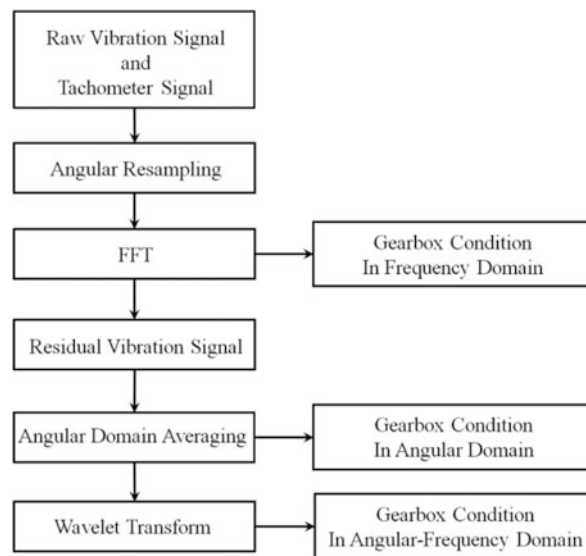 Raw Vibration Signal
and
Tachometer Signal
Angular Resampling
FFT
Gearbox Condition
In Frequency Domain
Residual Vibration Signal
Angular Domain Averaging
Gearbox Condition
In Angular Domain
Wavelet Transform
Gearbox Condition
In Angular-Frequency Domain